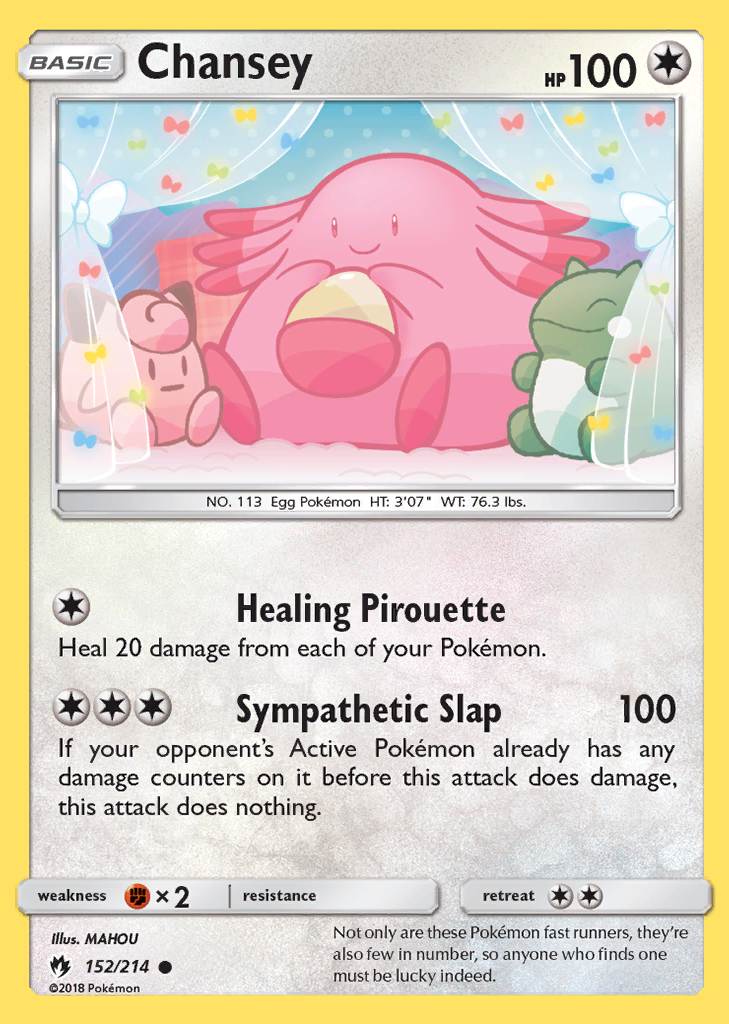 BASIC
Chansey
HP 100
NO. 113 Egg Pokémon HT: 3'07" WT: 76.3 lbs.
Healing Pirouette
Heal 20 damage from each of your Pokémon.
Sympathetic Slap 100
If your opponent's Active Pokémon already has any
damage counters on it before this attack does damage,
this attack does nothing.
weakness ×2 resistance retreat
Illus. MAHOU
152/214
©2018 Pokémon
Not only are these Pokémon fast runners, they're
also few in number, so anyone who finds one
must be lucky indeed.